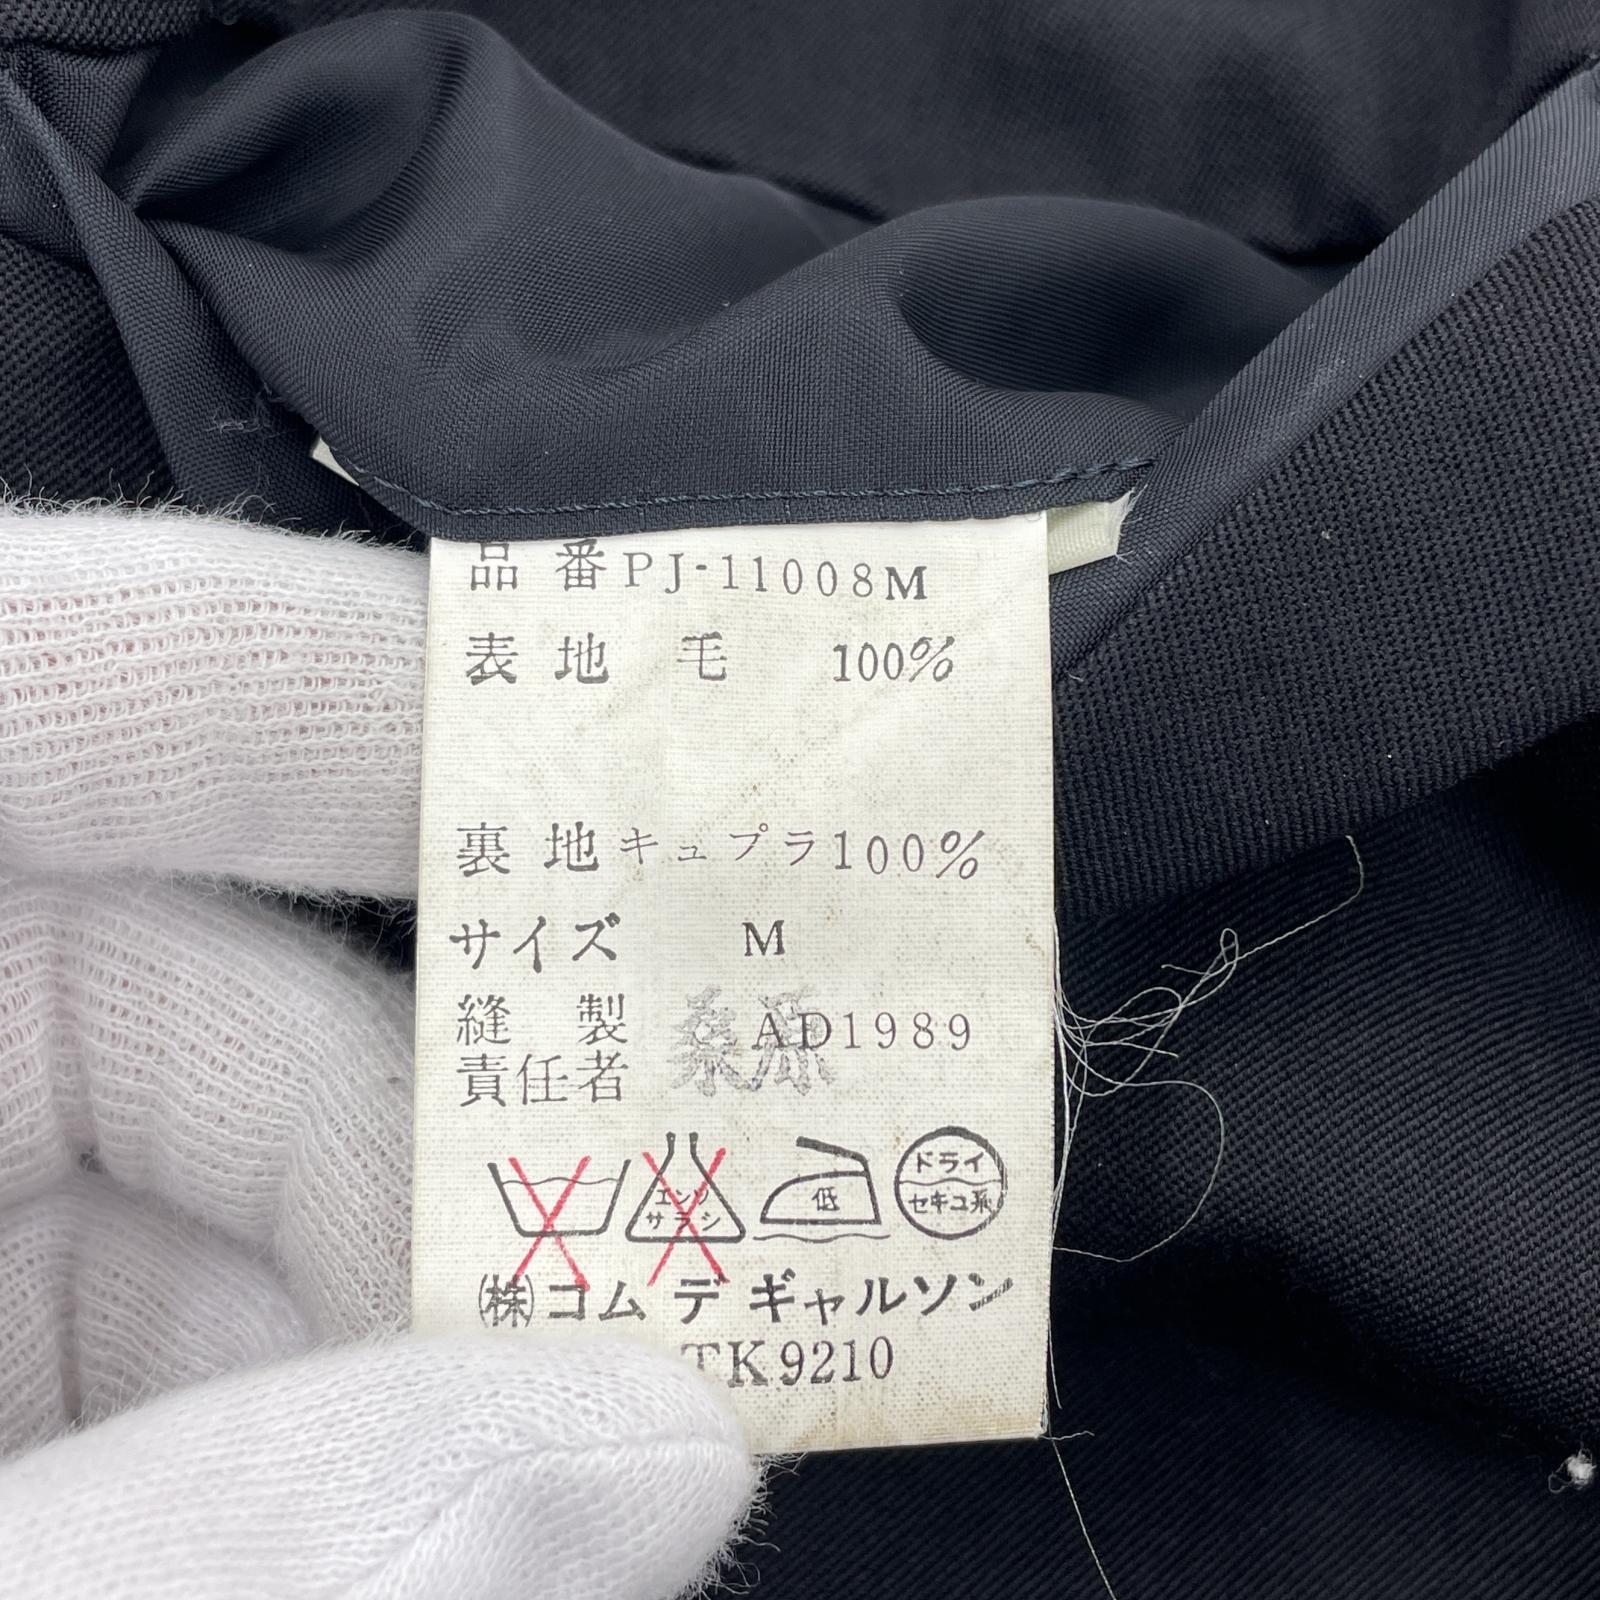 品番PJ-11008M
表地 毛 100%
裏地キュプラ100%
サイズ M
縫製 桑原 AD1989
責任者
エンソ
サラシ
低
ドライ
セキユ系
㈱コム デ ギャルソン
TK9210